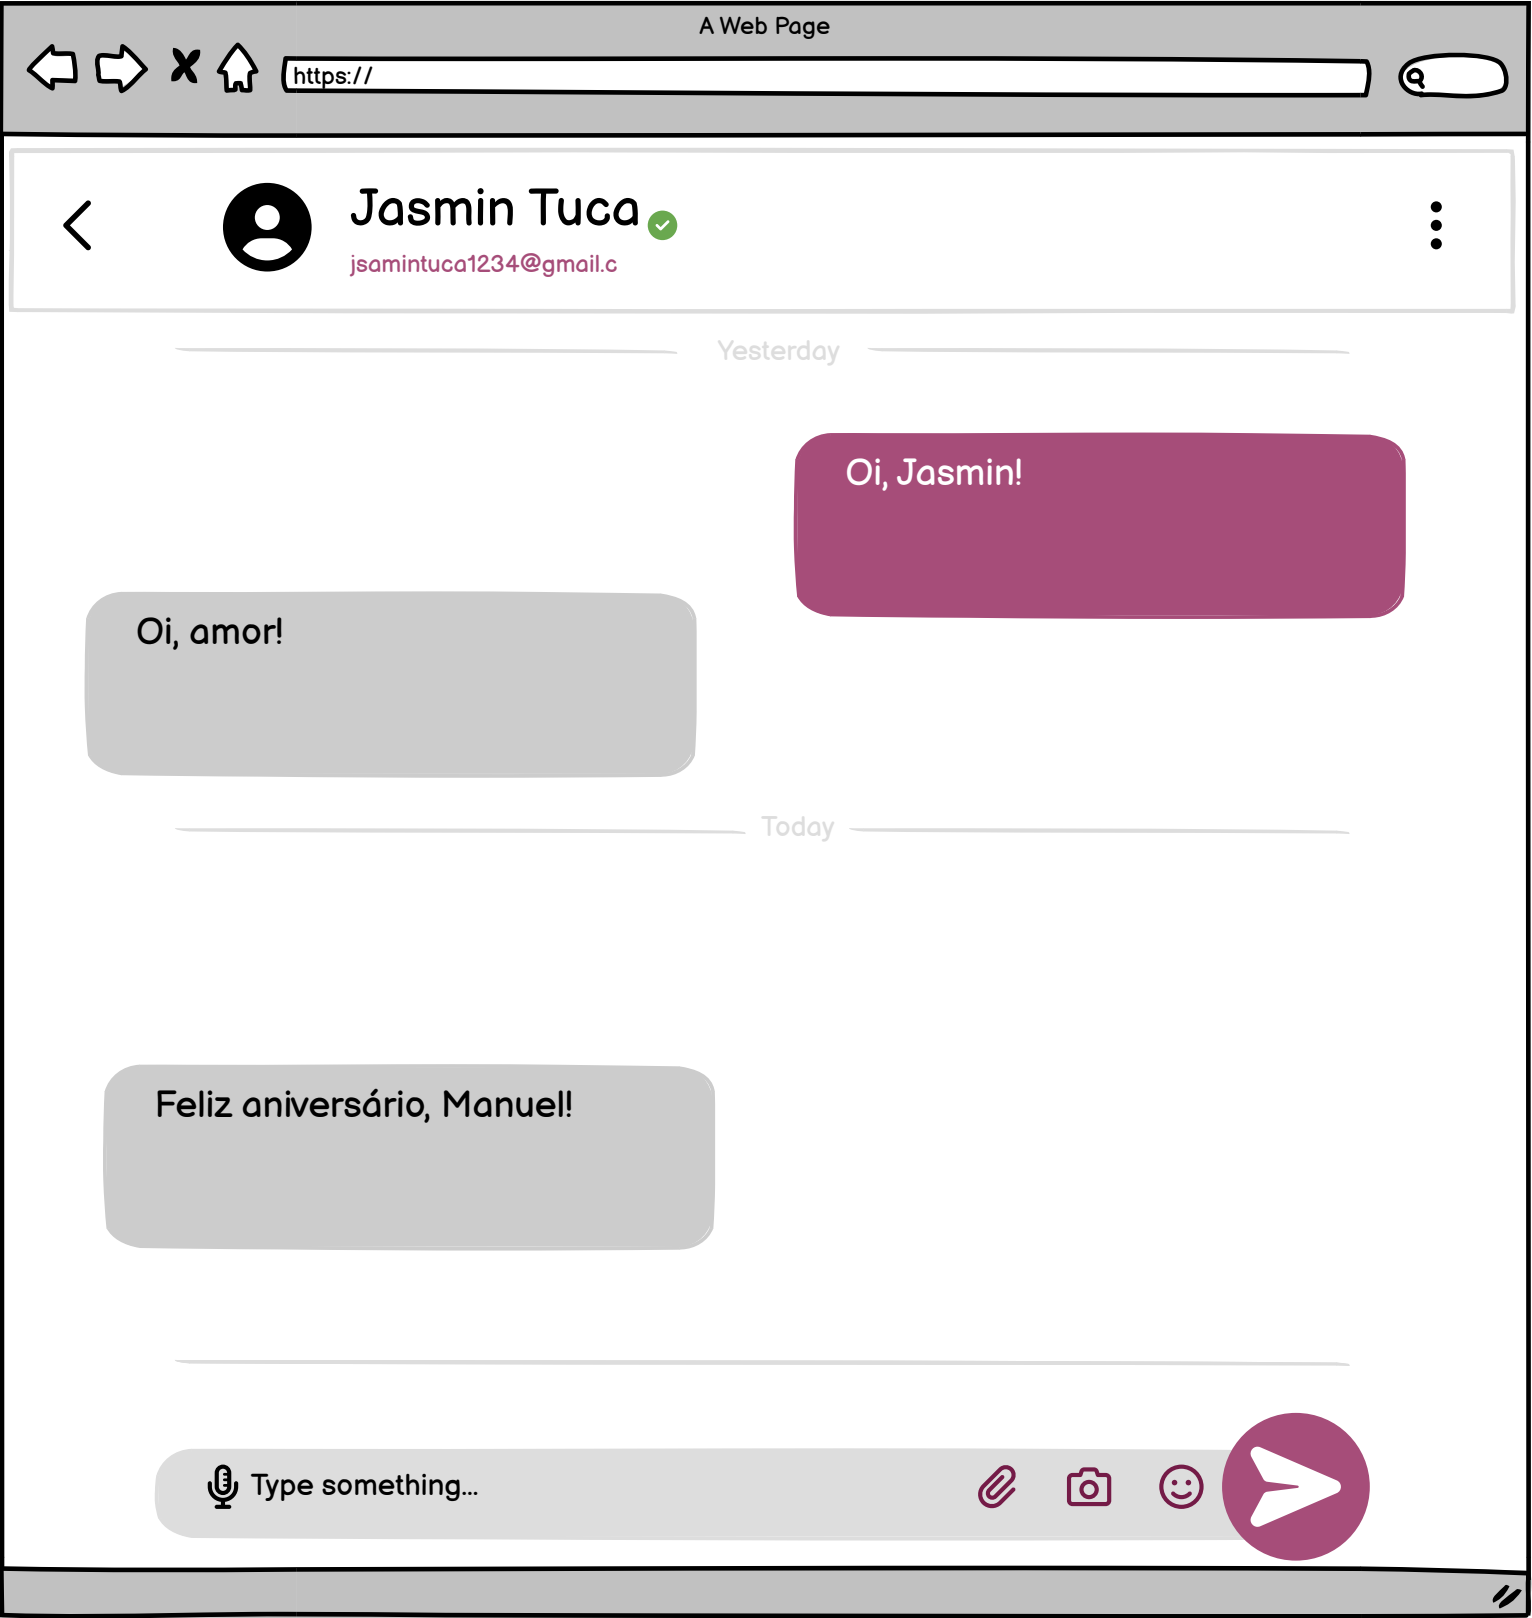 A Web Page
https://
Jasmin Tuca
jsamintuca1234@gmail.c
Yesterday
Oi, Jasmin!
Oi, amor!
Today
Feliz aniversário, Manuel!
Type something...